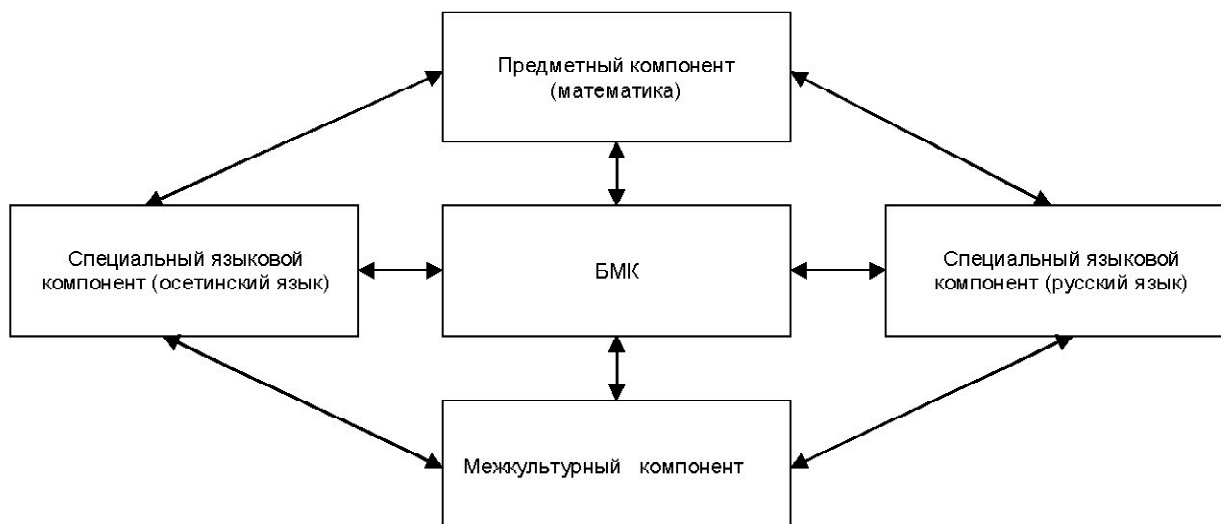 Предметный компонент
(математика)
Специальный языковой
компонент (осетинский язык)
БМК
Специальный языковой
компонент (русский язык)
Межкультурный компонент